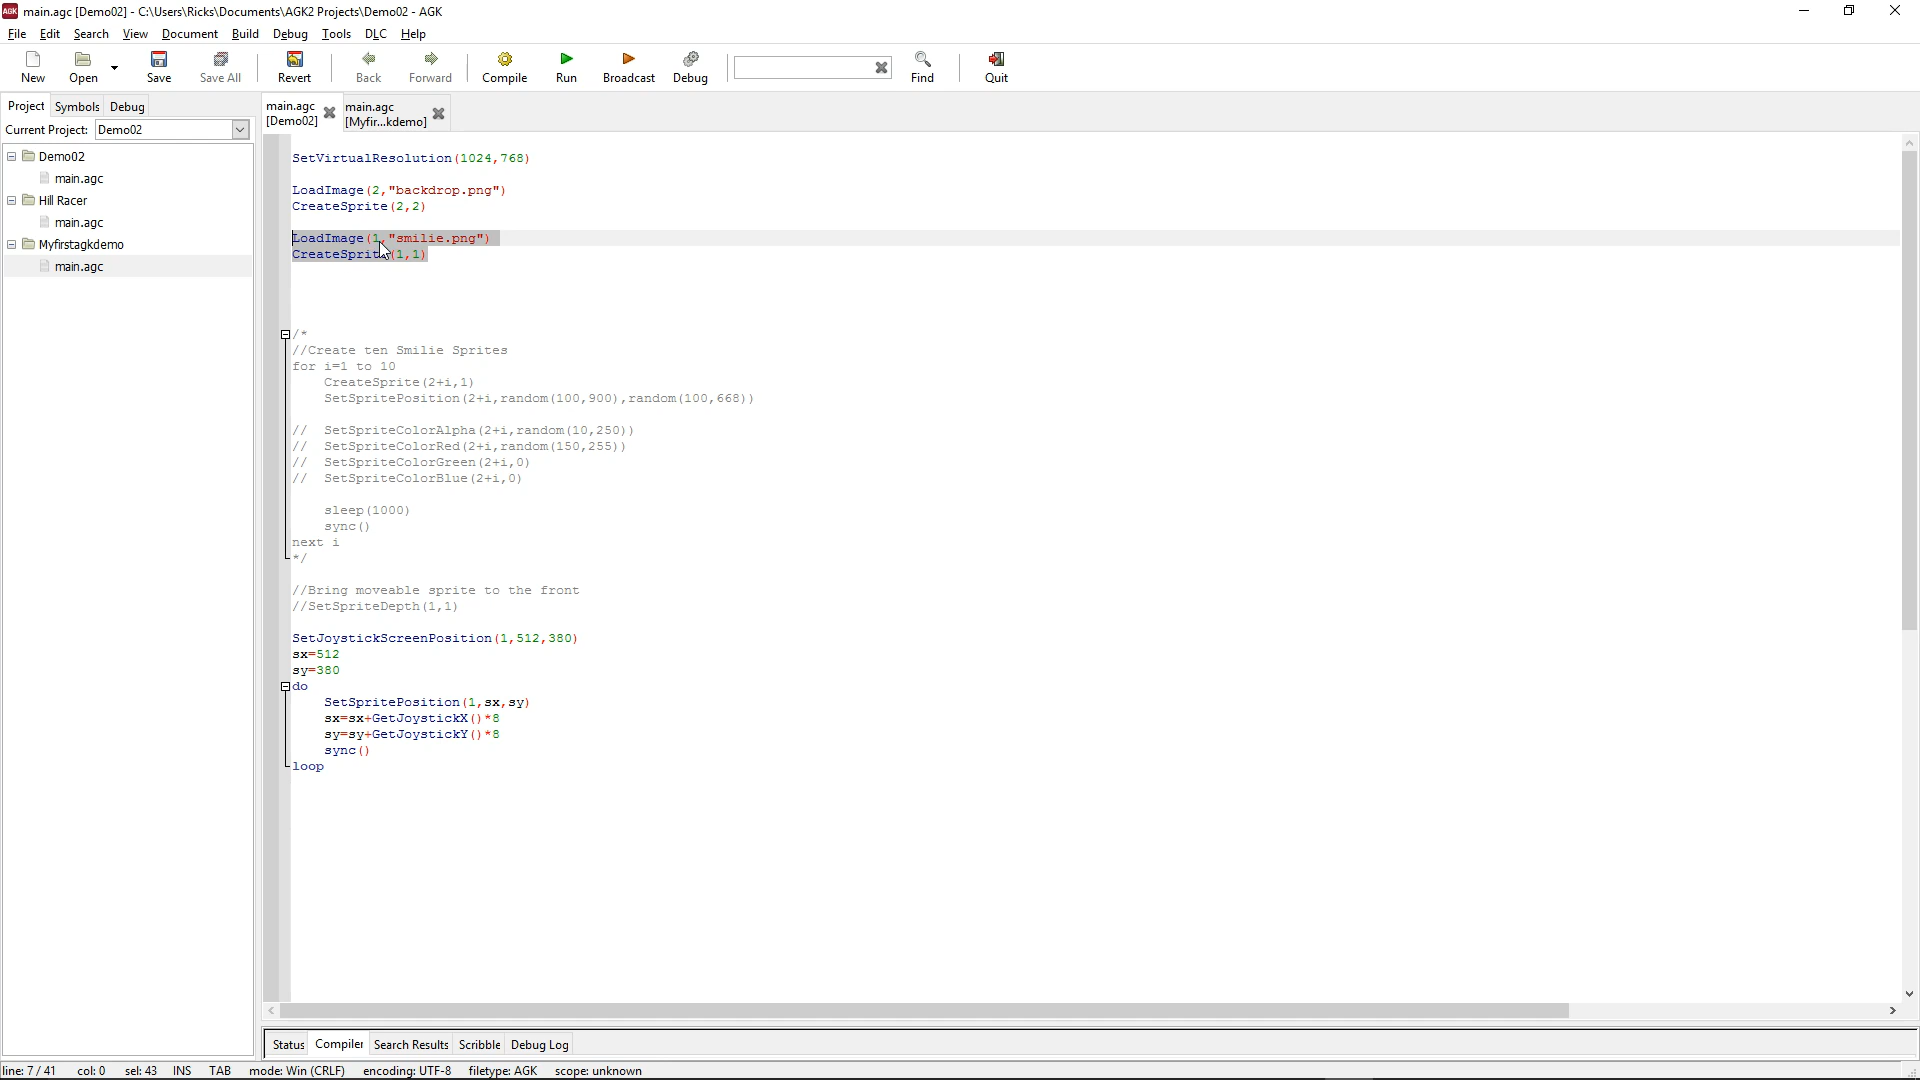 main.agc [Demo02] - C:\Users\Ricks\Documents\AGK2 Projects\Demo02 - AGK
File Edit Search View Document Build Debug Tools DLC Help
New Open Save Save All Revert Back Forward Compile Run Broadcast Debug Find Quit
Project Symbols Debug
main.agc [Demo02]
main.agc [Myfir...kdemo]
Current Project: Demo02
Demo02
main.agc
Hill Racer
main.agc
Myfirstagkdemo
main.agc
SetVirtualResolution(1024,768)
LoadImage(2,"backdrop.png")
CreateSprite(2,2)
LoadImage(1,"smilie.png")
CreateSprite(1,1)
/*
//Create ten Smilie Sprites
for i=1 to 10
CreateSprite(2+i,1)
SetSpritePosition(2+i,random(100,900),random(100,668))
// SetSpriteColorAlpha(2+i,random(10,250))
// SetSpriteColorRed(2+i,random(150,255))
// SetSpriteColorGreen(2+i,0)
// SetSpriteColorBlue(2+i,0)
sleep(1000)
sync()
next i
*/
//Bring moveable sprite to the front
//SetSpriteDepth(1,1)
SetJoystickScreenPosition(1,512,380)
sx=512
sy=380
do
SetSpritePosition(1,sx,sy)
sx=sx+GetJoystickX()*8
sy=sy+GetJoystickY()*8
sync()
loop
Status Compiler Search Results Scribble Debug Log
line: 7 / 41 col: 0 sel: 43 INS TAB mode: Win (CRLF) encoding: UTF-8 filetype: AGK scope: unknown